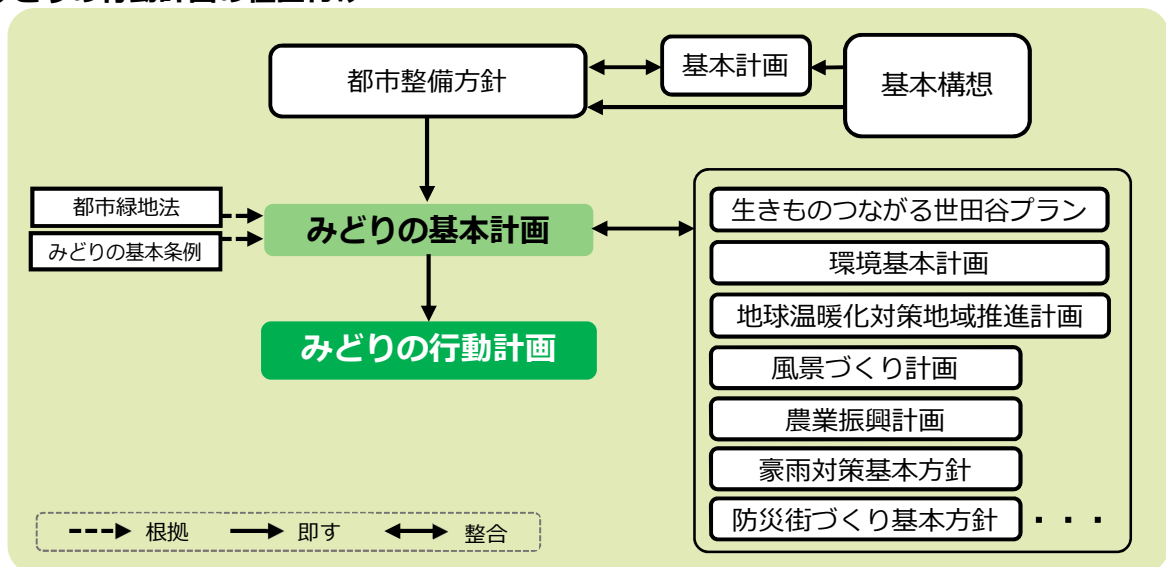 都市整備方針
基本計画
基本構想
都市緑地法
みどりの基本条例
みどりの基本計画
みどりの行動計画
生きものつながる世田谷プラン
環境基本計画
地球温暖化対策地域推進計画
風景づくり計画
農業振興計画
豪雨対策基本方針
防災街づくり基本方針 ・・・
根拠 即す 整合